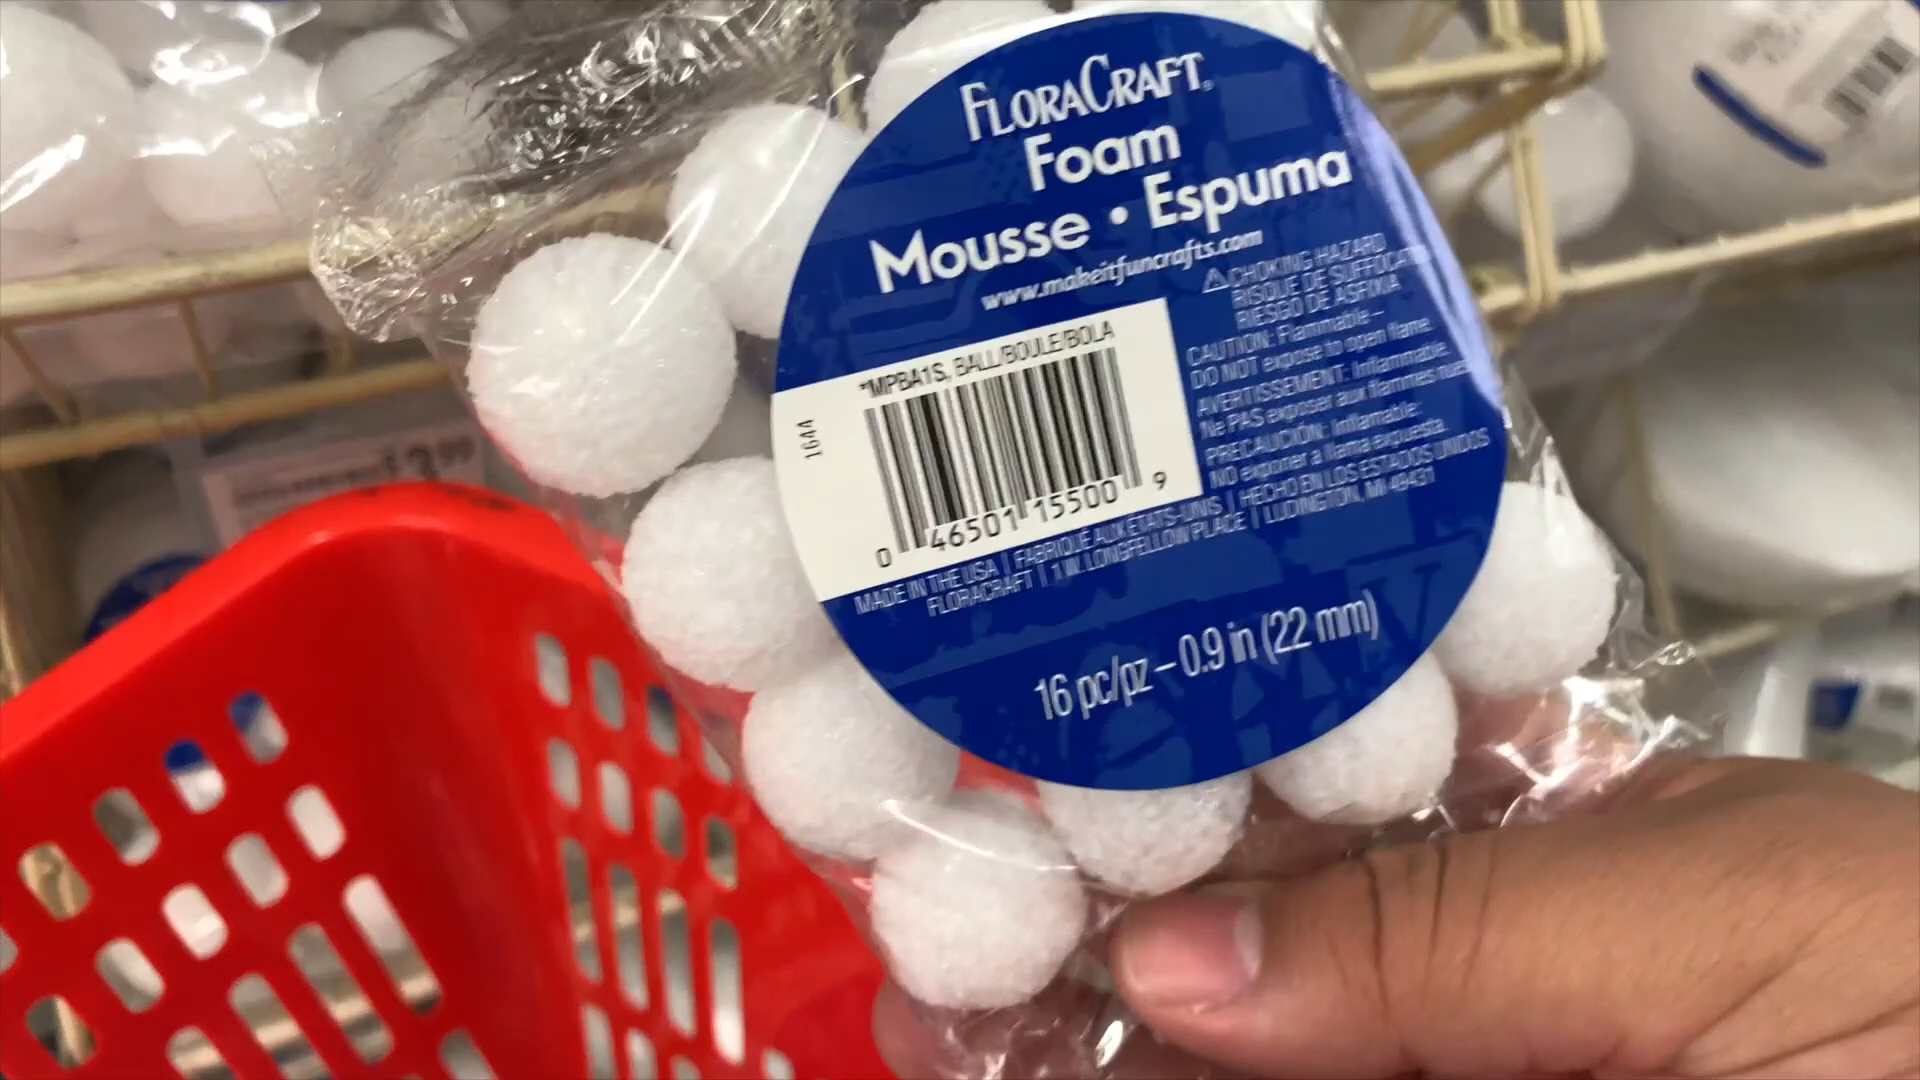 FLORACRAFT®
Foam
Mousse • Espuma
www.makeitfuncrafts.com
⚠CHOKING HAZARD
RISQUE DE SUFFOCATI
RIESGO DE ASFIXIA
CAUTION: Flammable –
DO NOT expose to open flame.
AVERTISSEMENT: Inflammable.
Ne PAS exposer aux flammes nues.
PRECAUCIÓN: Inflamable:
NO exponer a llama expuesta.
*MPBA1S, BALL/BOULE/BOLA
1644
0 46501 15500 9
MADE IN THE USA | FABRIQUÉ AUX ÉTATS-UNIS | HECHO EN LOS ESTADOS UNIDOS
FLORACRAFT | 1 W. LONGFELLOW PLACE | LUDINGTON, MI 49431
16 pc/pz – 0.9 in (22 mm)